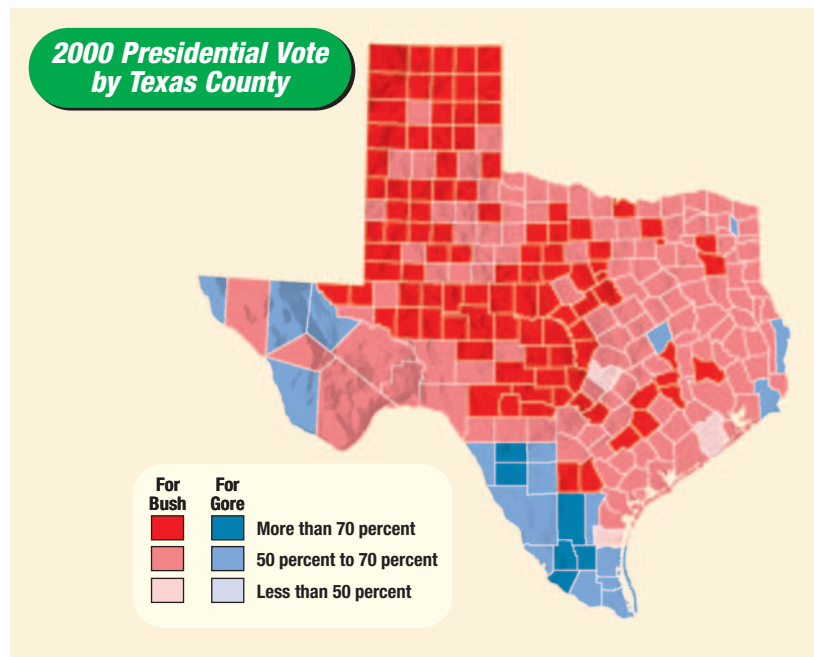 2000 Presidential Vote
by Texas County
For
Bush
For
Gore
More than 70 percent
50 percent to 70 percent
Less than 50 percent